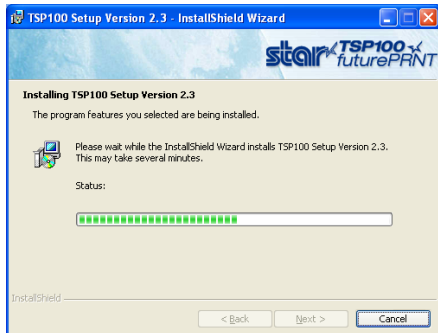 TSP100 Setup Version 2.3 - InstallShield Wizard
star TSP100
futurePRNT
Installing TSP100 Setup Version 2.3
The program features you selected are being installed.
Please wait while the InstallShield Wizard installs TSP100 Setup Version 2.3.
This may take several minutes.
Status:
InstallShield
< Back
Next >
Cancel